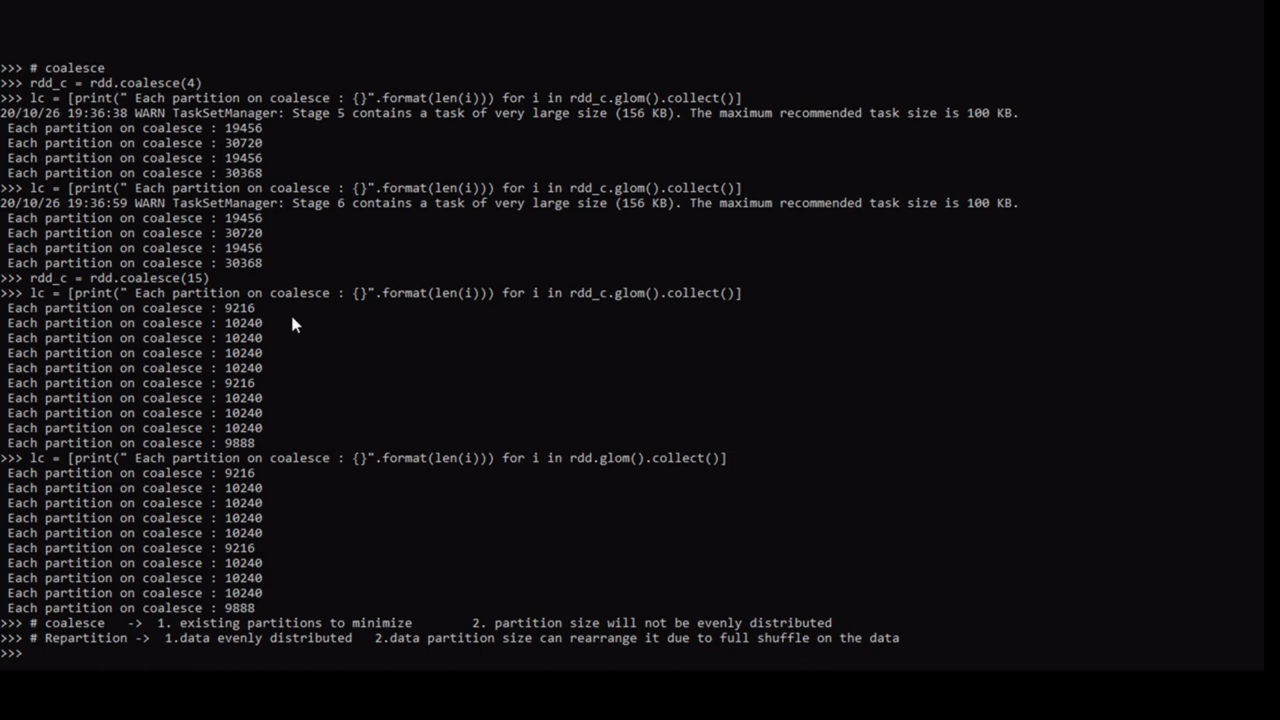 >>> # coalesce
>>> rdd_c = rdd.coalesce(4)
>>> lc = [print(" Each partition on coalesce : {}".format(len(i))) for i in rdd_c.glom().collect()]
20/10/26 19:36:38 WARN TaskSetManager: Stage 5 contains a task of very large size (156 KB). The maximum recommended task size is 100 KB.
 Each partition on coalesce : 19456
 Each partition on coalesce : 30720
 Each partition on coalesce : 19456
 Each partition on coalesce : 30368
>>> lc = [print(" Each partition on coalesce : {}".format(len(i))) for i in rdd_c.glom().collect()]
20/10/26 19:36:59 WARN TaskSetManager: Stage 6 contains a task of very large size (156 KB). The maximum recommended task size is 100 KB.
 Each partition on coalesce : 19456
 Each partition on coalesce : 30720
 Each partition on coalesce : 19456
 Each partition on coalesce : 30368
>>> rdd_c = rdd.coalesce(15)
>>> lc = [print(" Each partition on coalesce : {}".format(len(i))) for i in rdd_c.glom().collect()]
 Each partition on coalesce : 9216
 Each partition on coalesce : 10240
 Each partition on coalesce : 10240
 Each partition on coalesce : 10240
 Each partition on coalesce : 10240
 Each partition on coalesce : 9216
 Each partition on coalesce : 10240
 Each partition on coalesce : 10240
 Each partition on coalesce : 10240
 Each partition on coalesce : 9888
>>> lc = [print(" Each partition on coalesce : {}".format(len(i))) for i in rdd.glom().collect()]
 Each partition on coalesce : 9216
 Each partition on coalesce : 10240
 Each partition on coalesce : 10240
 Each partition on coalesce : 10240
 Each partition on coalesce : 10240
 Each partition on coalesce : 9216
 Each partition on coalesce : 10240
 Each partition on coalesce : 10240
 Each partition on coalesce : 10240
 Each partition on coalesce : 9888
>>> # coalesce   ->  1. existing partitions to minimize        2. partition size will not be evenly distributed
>>> # Repartition ->  1.data evenly distributed   2.data partition size can rearrange it due to full shuffle on the data
>>>